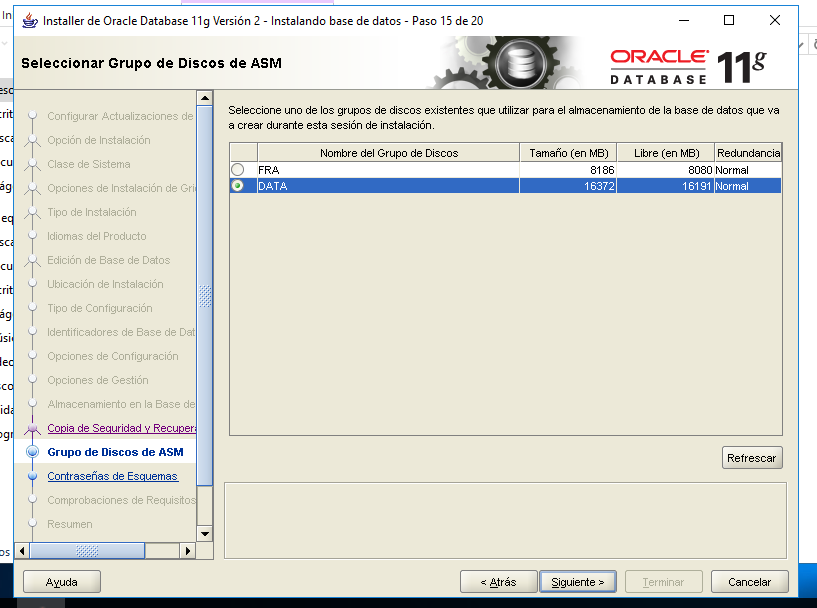 Installer de Oracle Database 11g Versión 2 - Instalando base de datos - Paso 15 de 20
Seleccionar Grupo de Discos de ASM
ORACLE
DATABASE 11g
Configurar Actualizaciones de
Opción de Instalación
Clase de Sistema
Opciones de Instalación de Gri
Tipo de Instalación
Idiomas del Producto
Edición de Base de Datos
Ubicación de Instalación
Tipo de Configuración
Identificadores de Base de Dat
Opciones de Configuración
Opciones de Gestión
Almacenamiento en la Base de
Copia de Seguridad y Recupera
Grupo de Discos de ASM
Contraseñas de Esquemas
Comprobaciones de Requisitos
Resumen
Seleccione uno de los grupos de discos existentes que utilizar para el almacenamiento de la base de datos que va
a crear durante esta sesión de instalación.
Nombre del Grupo de Discos Tamaño (en MB) Libre (en MB) Redundancia
FRA 8186 8080 Normal
DATA 16372 16191 Normal
Refrescar
Ayuda < Atrás Siguiente > Terminar Cancelar